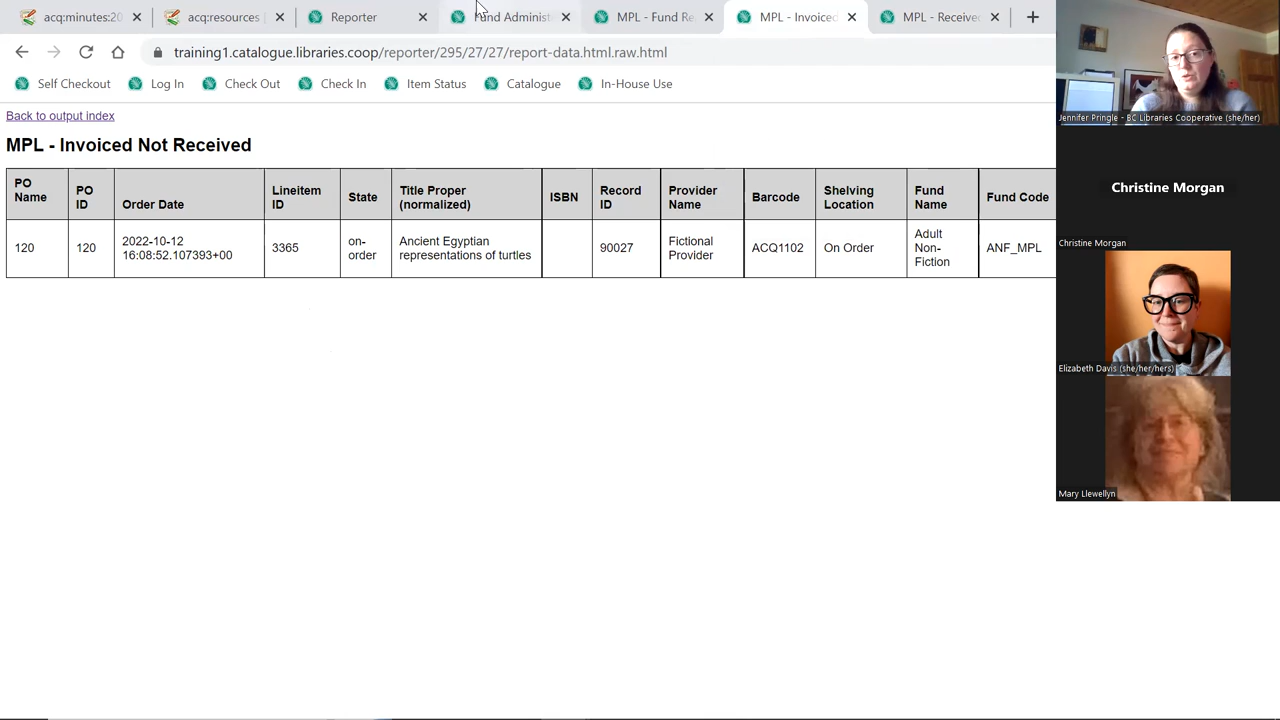 acq:minutes:20
acq:resources
Reporter
Fund Administ
MPL - Fund Re
MPL - Invoiced
MPL - Receive
training1.catalogue.libraries.coop/reporter/295/27/27/report-data.html.raw.html
Self Checkout
Log In
Check Out
Check
Item Status
Catalogue
In-House Use
Back to output index
MPL - Invoiced Not Received
PO Name
PO ID
Order Date
Lineitem ID
State
Title Proper (normalized)
ISBN
Record ID
Provider Name
Barcode
Shelving Location
Fund Name
Fund Code
120
120
2022-10-12
16:08:52.107393+00
3365
on-
order
Ancient Egyptian
representations of turtles
90027
Fictional
Provider
ACQ1102
On Order
Adult
Non-
Fiction
ANF_MPL
Jennifer Pringle - BC Libraries Cooperative (she/her)
Christine Morgan
Christine Morgan
Elizabeth Davis (she/her/hers)
Mary Llewellyn